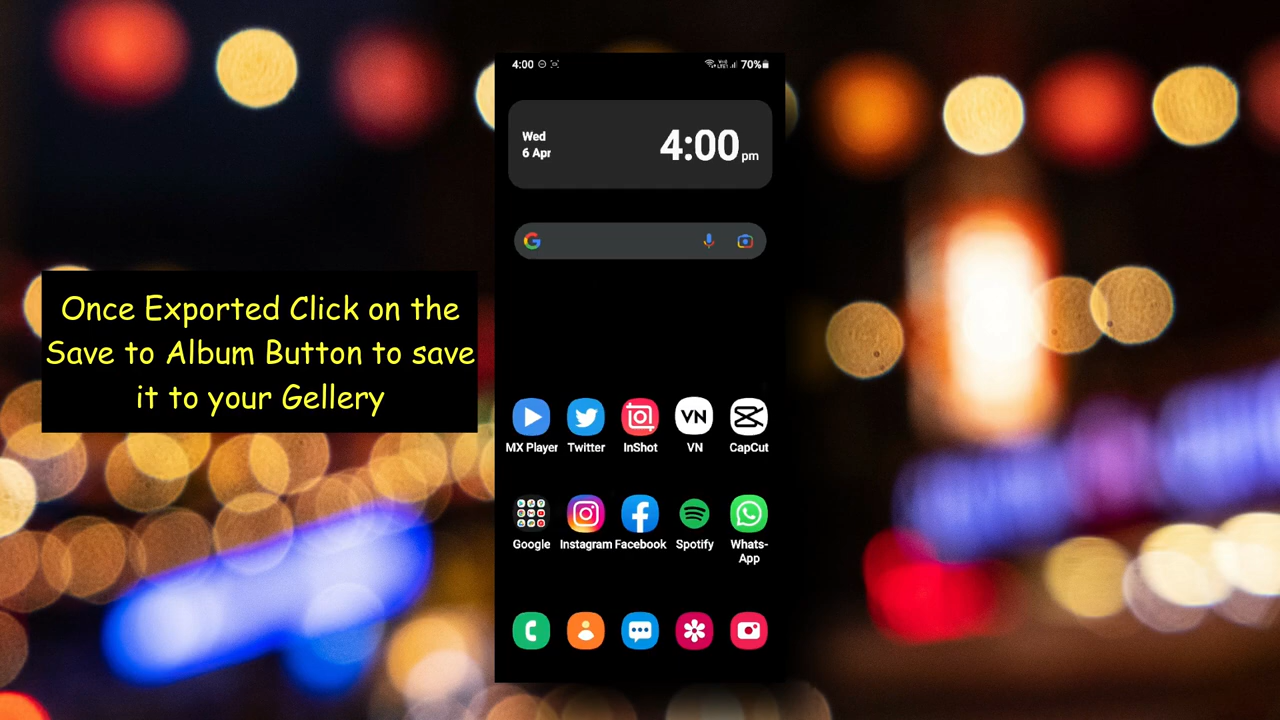 4:00
70%
Wed
6 Apr
4:00 pm
Once Exported Click on the
Save to Album Button to save
it to your Gellery
VN
MX Player Twitter InShot VN CapCut
Google Instagram Facebook Spotify Whats-
App